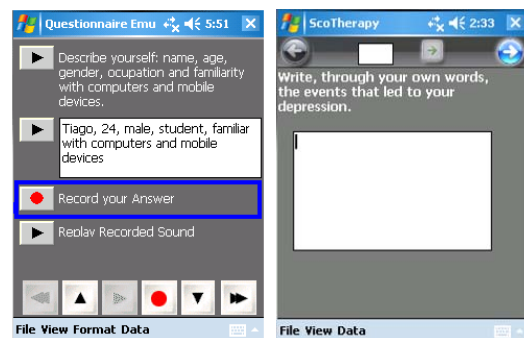 Questionnaire Emu 5:51
Describe yourself: name, age,
gender, ocupation and familiarity
with computers and mobile
devices.
Tiago, 24, male, student, familiar
with computers and mobile
devices
Record your Answer
Replay Recorded Sound
File View Format Data
ScoTherapy 2:33
Write, through your own words,
the events that led to your
depression.
File View Data